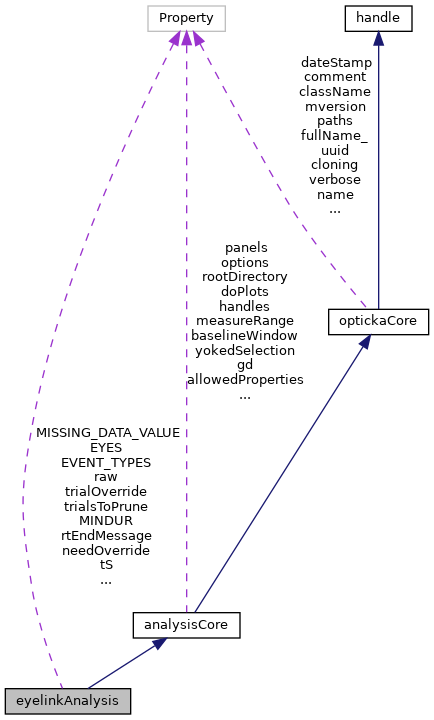 Property
handle
dateStamp
comment
className
mversion
paths
fullName_
uuid
cloning
verbose
name
...
panels
options
rootDirectory
doPlots
handles
measureRange
baselineWindow
yokedSelection
gd
allowedProperties
...
optickaCore
MISSING_DATA_VALUE
EYES
EVENT_TYPES
raw
trialOverride
trialsToPrune
MINDUR
rtEndMessage
needOverride
tS
...
analysisCore
eyelinkAnalysis